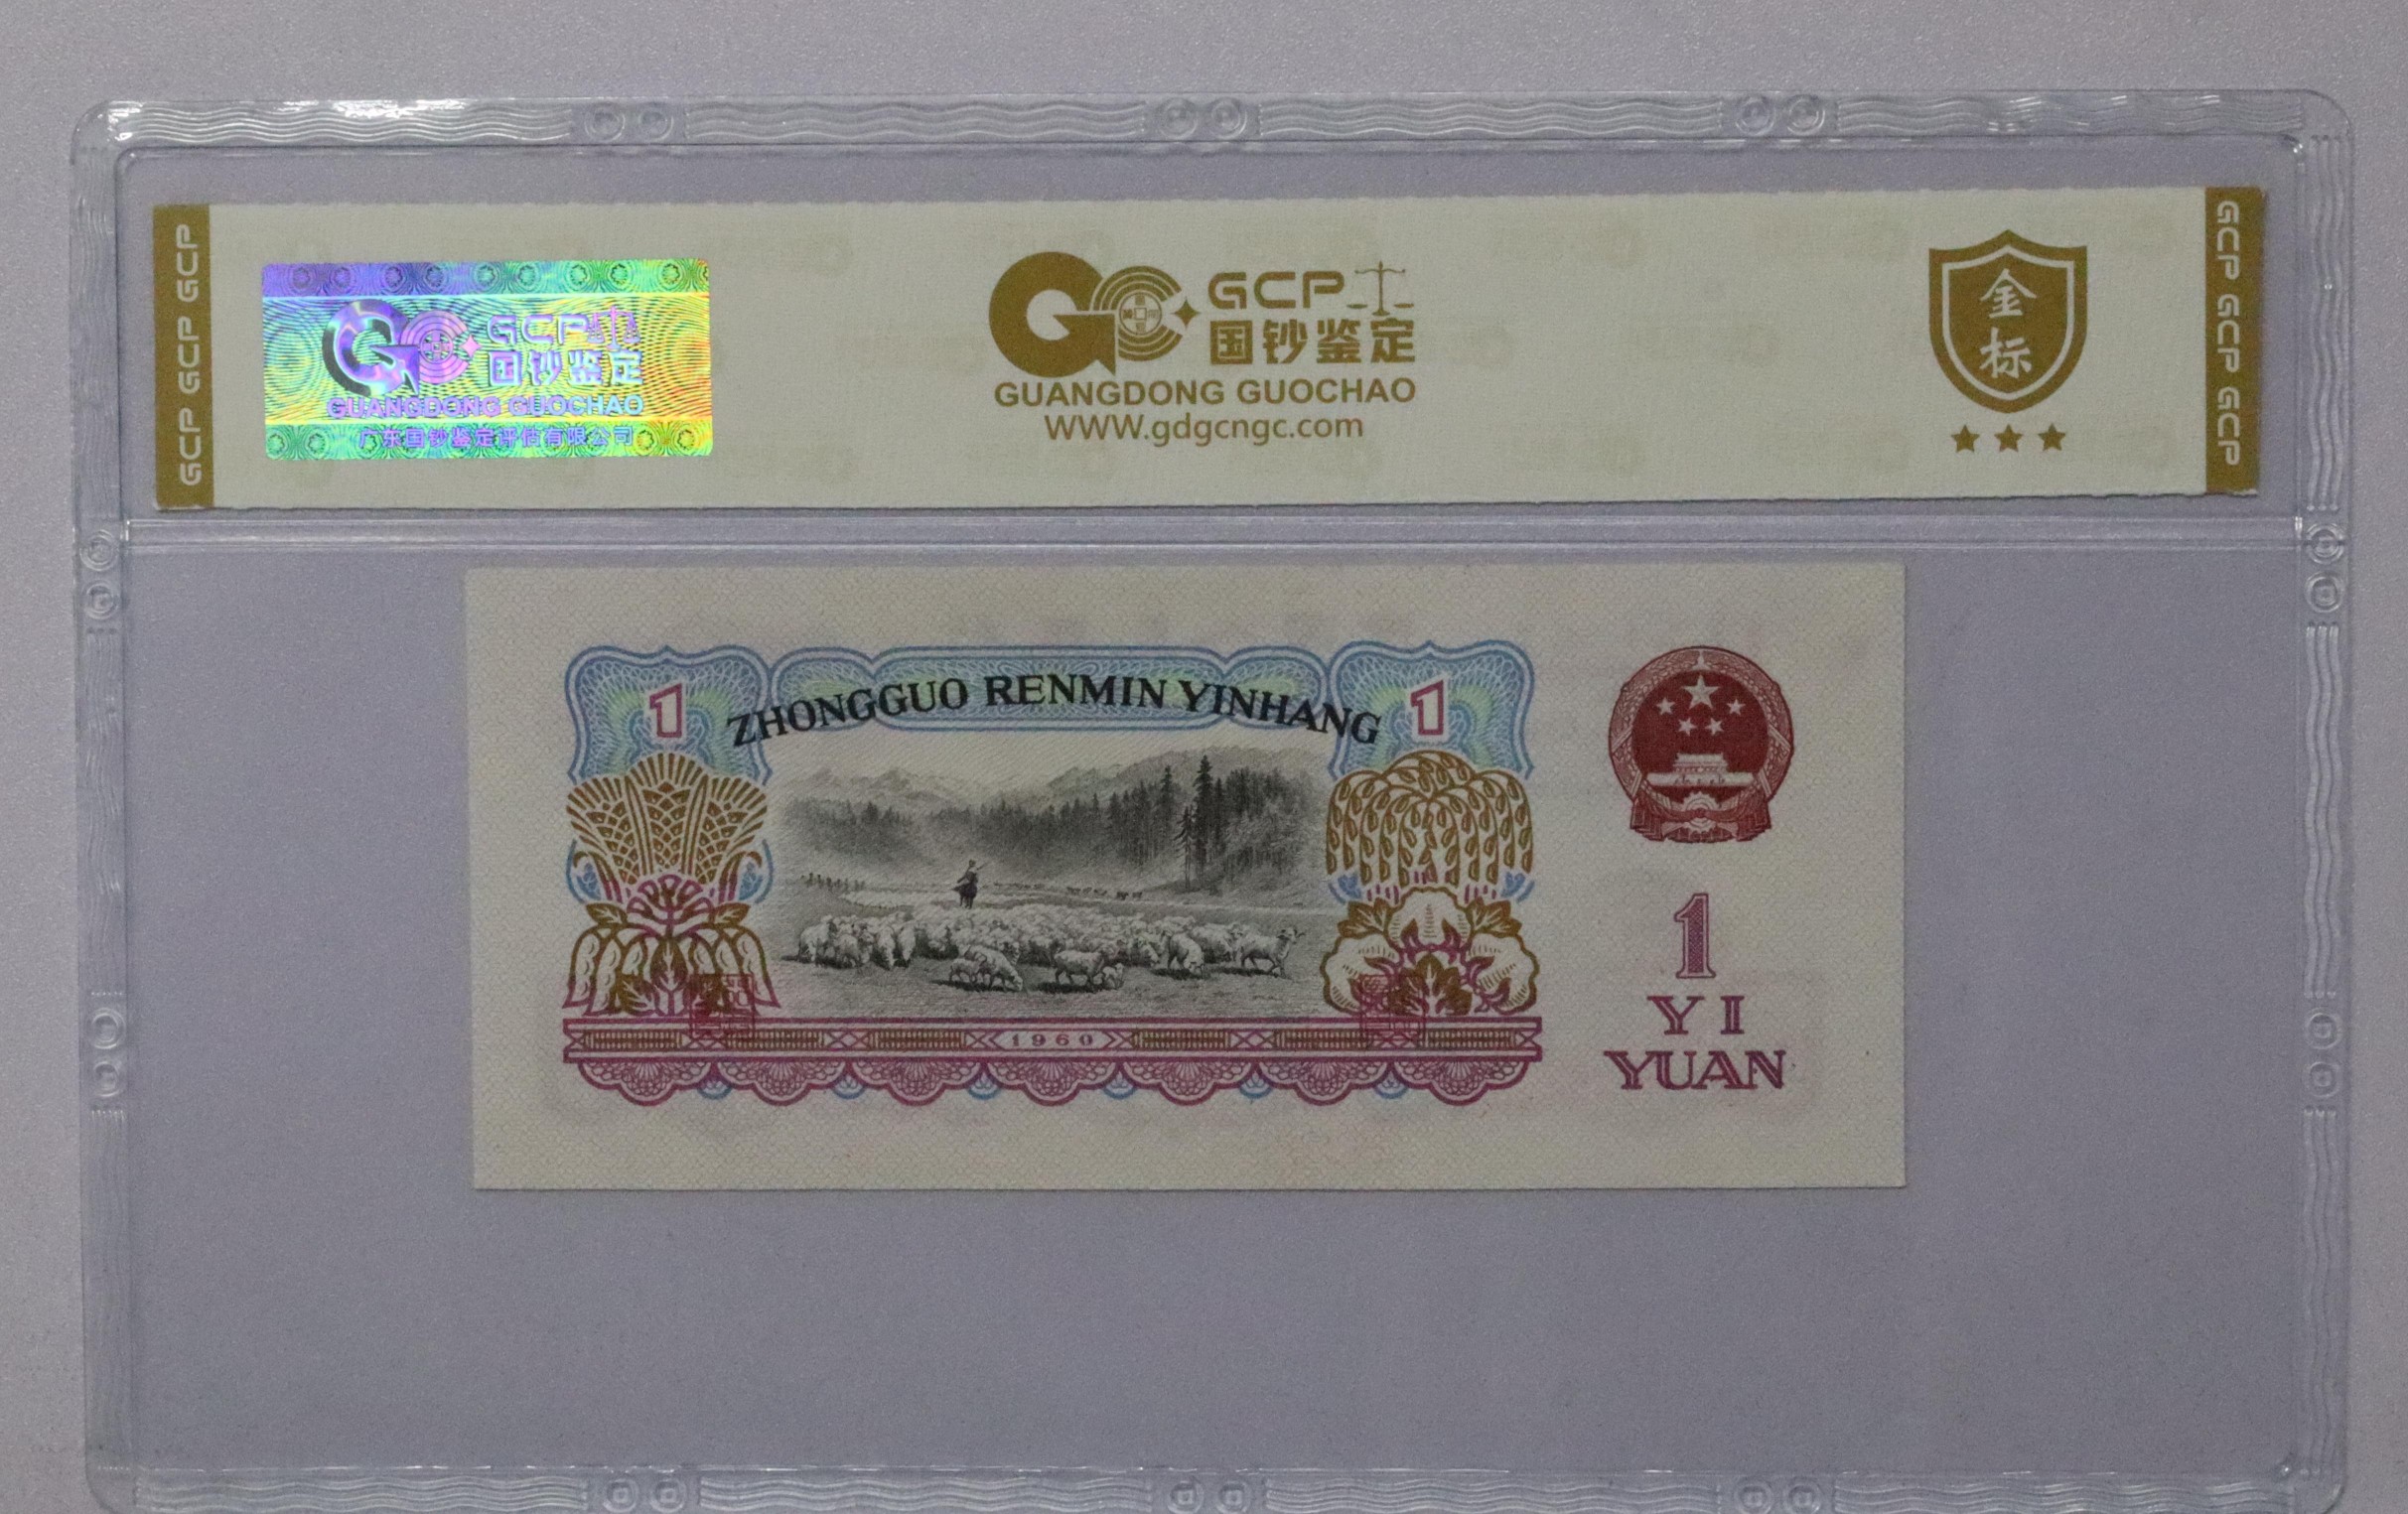 GCP GCP GCP
GCP
国钞鉴定
GUANGDONG GUOCHAO
广东国钞鉴定评估有限公司
GCP
国钞鉴定
GUANGDONG GUOCHAO
WWW.gdgcngc.com
金
标
GCP GCP GCP
1
ZHONGGUO RENMIN YINHANG
1
1960
1
YI
YUAN